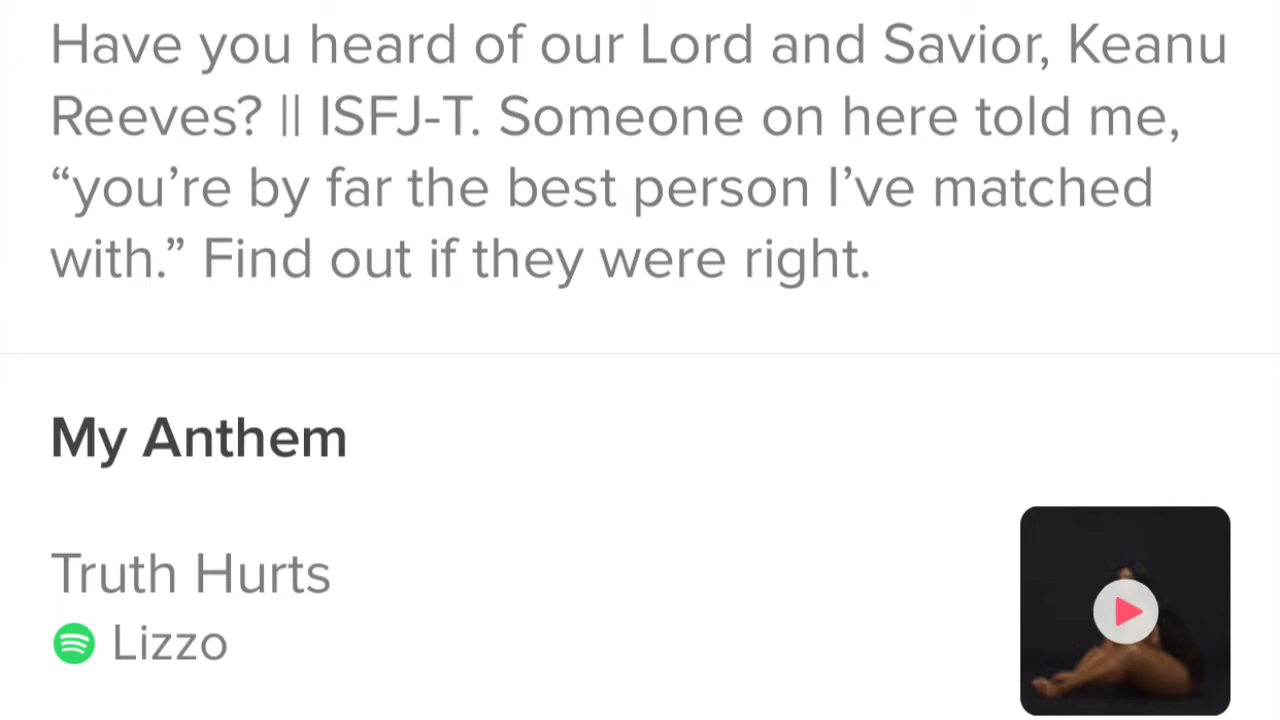 Have you heard of our Lord and Savior, Keanu
Reeves? || ISFJ-T. Someone on here told me,
“you’re by far the best person I’ve matched
with.” Find out if they were right.
My Anthem
Truth Hurts
Lizzo